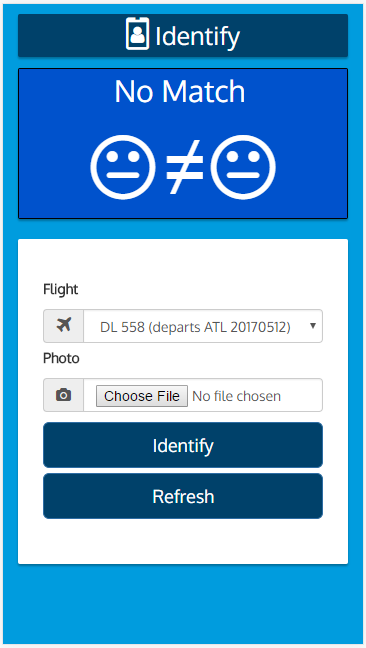 Identify
No Match
≠
Flight
DL 558 (departs ATL 20170512)
Photo
Choose File No file chosen
Identify
Refresh